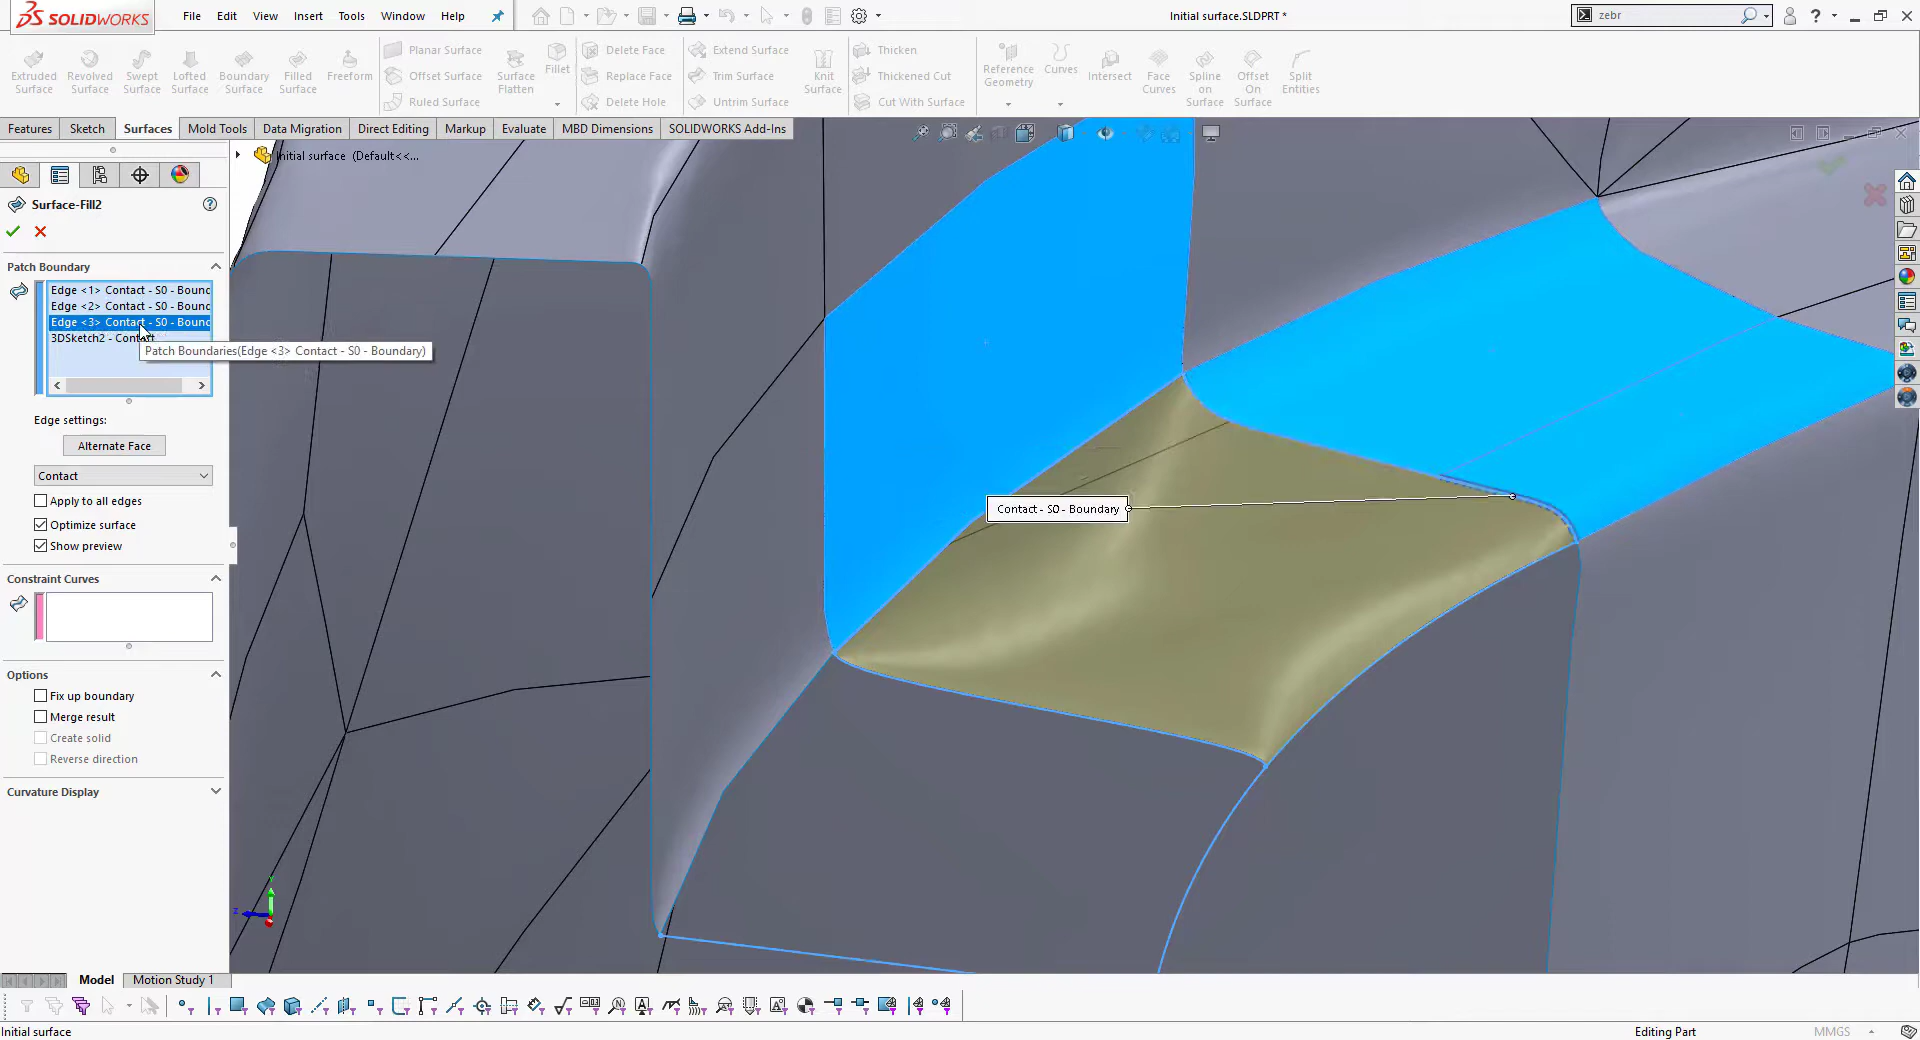 SOLIDWORKS
File Edit View Insert Tools Window Help
Initial surface.SLDPRT *
zebr
Extruded Surface
Revolved Surface
Swept Surface
Lofted Surface
Boundary Surface
Filled Surface
Freeform
Planar Surface
Offset Surface
Ruled Surface
Surface Flatten
Fillet
Delete Face
Replace Face
Delete Hole
Extend Surface
Trim Surface
Untrim Surface
Knit Surface
Thicken
Thickened Cut
Cut With Surface
Reference Geometry
Curves
Intersect
Face Curves
Spline on Surface
Offset On Surface
Split Entities
Features Sketch Surfaces Mold Tools Data Migration Direct Editing Markup Evaluate MBD Dimensions SOLIDWORKS Add-Ins
Initial surface (Default<<...
Surface-Fill2
Patch Boundary
Edge <1> Contact - S0 - Bound
Edge <2> Contact - S0 - Bound
Edge <3> Contact - S0 - Bound
3DSketch2 - Contact
Patch Boundaries(Edge <3> Contact - S0 - Boundary)
Edge settings:
Alternate Face
Contact
Apply to all edges
Optimize surface
Show preview
Constraint Curves
Options
Fix up boundary
Merge result
Create solid
Reverse direction
Curvature Display
Contact - S0 - Boundary
Y
Z
Model Motion Study 1
Initial surface
Editing Part
MMGS